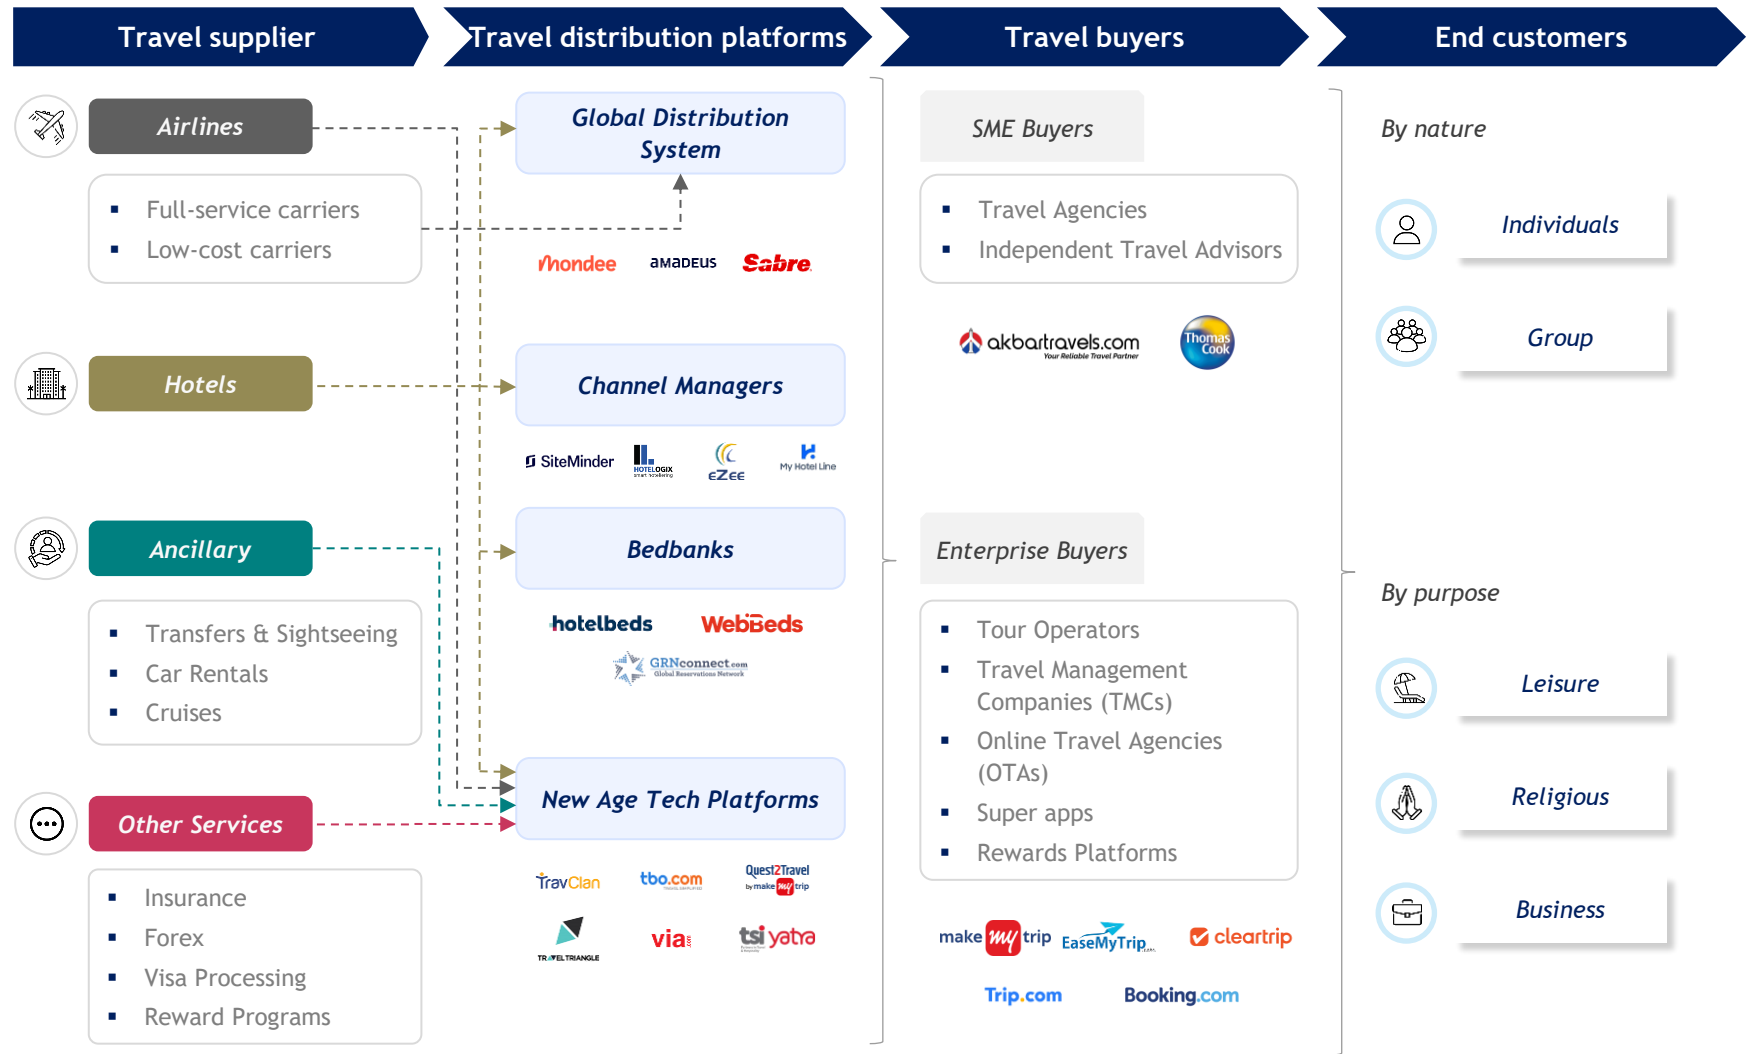 Travel supplier
Travel distribution platforms
Travel buyers
End customers
Airlines
Full-service carriers
Low-cost carriers
Hotels
Ancillary
Transfers & Sightseeing
Car Rentals
Cruises
Other Services
Insurance
Forex
Visa Processing
Reward Programs
Global Distribution
System
mondee
aMaDEUS
Sabre
Channel Managers
SiteMinder
HOTELOGIX
smart hotelering
eZee
My Hotel Line
Bedbanks
hotelbeds
WebBeds
GRNconnect.com
Global Reservations Network
New Age Tech Platforms
TravClan
tbo.com
Quest2Travel
by make my trip
TRAVELTRIANGLE
via.com
tsi yatra
SME Buyers
Travel Agencies
Independent Travel Advisors
akbartravels.com
Your Reliable Travel Partner
Thomas
Cook
Enterprise Buyers
Tour Operators
Travel Management
Companies (TMCs)
Online Travel Agencies
(OTAs)
Super apps
Rewards Platforms
make my trip
EaseMyTrip.com
cleartrip
Trip.com
Booking.com
By nature
Individuals
Group
By purpose
Leisure
Religious
Business